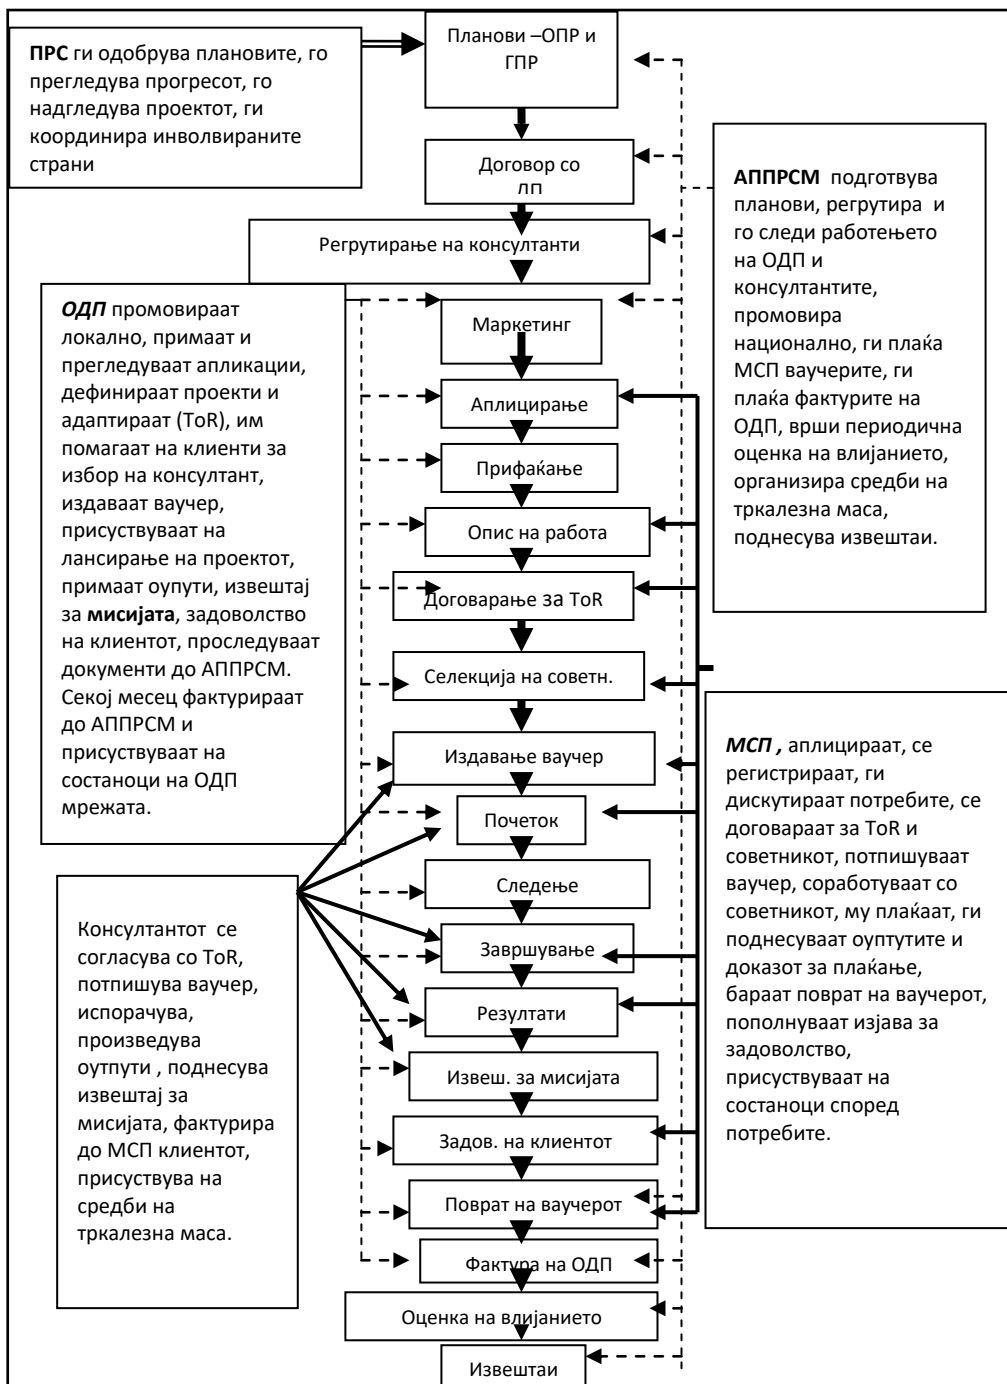 Планови –ОПР и
ГПР
ПРС ги одобрува плановите, го
прегледува прогресот, го
надгледува проектот, ги
координира инволвираните
страни
Договор со
АППРСМ подготвува
планови, регрутира и
го следи работењето
на ОДП и
консултантите,
промовира
национално, ги плаќа
МСП ваучерите, ги
плаќа фактурите на
ОДП, врши периодична
оценка на влијанието,
организира средби на
тркалезна маса,
поднесува извештаи.
Регрутирање на консултанти
ОДП промовираат
локално, примаат и
прегледуваат апликации,
дефинираат проекти и
адаптираат (ToR), им
помагаат на клиенти за
избор на консултант,
издаваат ваучер,
присуствуваат на
лансирање на проектот,
примаат оупути, извештај
за мисијата, задоволство
на клиентот, проследуваат
документи до АППРСМ.
Секој месец фактурираат
до АППРСМ и
присуствуваат на
состаноци на ОДП
мрежата.
Маркетинг
Аплицирање
Прифаќање
Опис на работа
Договарање за ToR
Селекција на советн.
Издавање ваучер
Почеток
Следење
Завршување
Резултати
Извеш. за мисијата
Задов. на клиентот
Поврат на ваучерот
Фактура на ОДП
Оценка на влијанието
Извештаи
МСП , аплицираат, се
регистрираат, ги
дискутираат потребите, се
договараат за ToR и
советникот, потпишуваат
ваучер, соработуваат со
советникот, му плаќаат, ги
поднесуваат оуптутите и
доказот за плаќање,
бараат поврат на ваучерот,
пополнуваат изјава за
задоволство,
присуствуваат на
состаноци според
потребите.
Консултантот се
согласува со ToR,
потпишува ваучер,
испорачува,
произведува
оутпути , поднесува
извештај за
мисијата, фактурира
до МСП клиентот,
присуствува на
средби на
тркалезна маса.